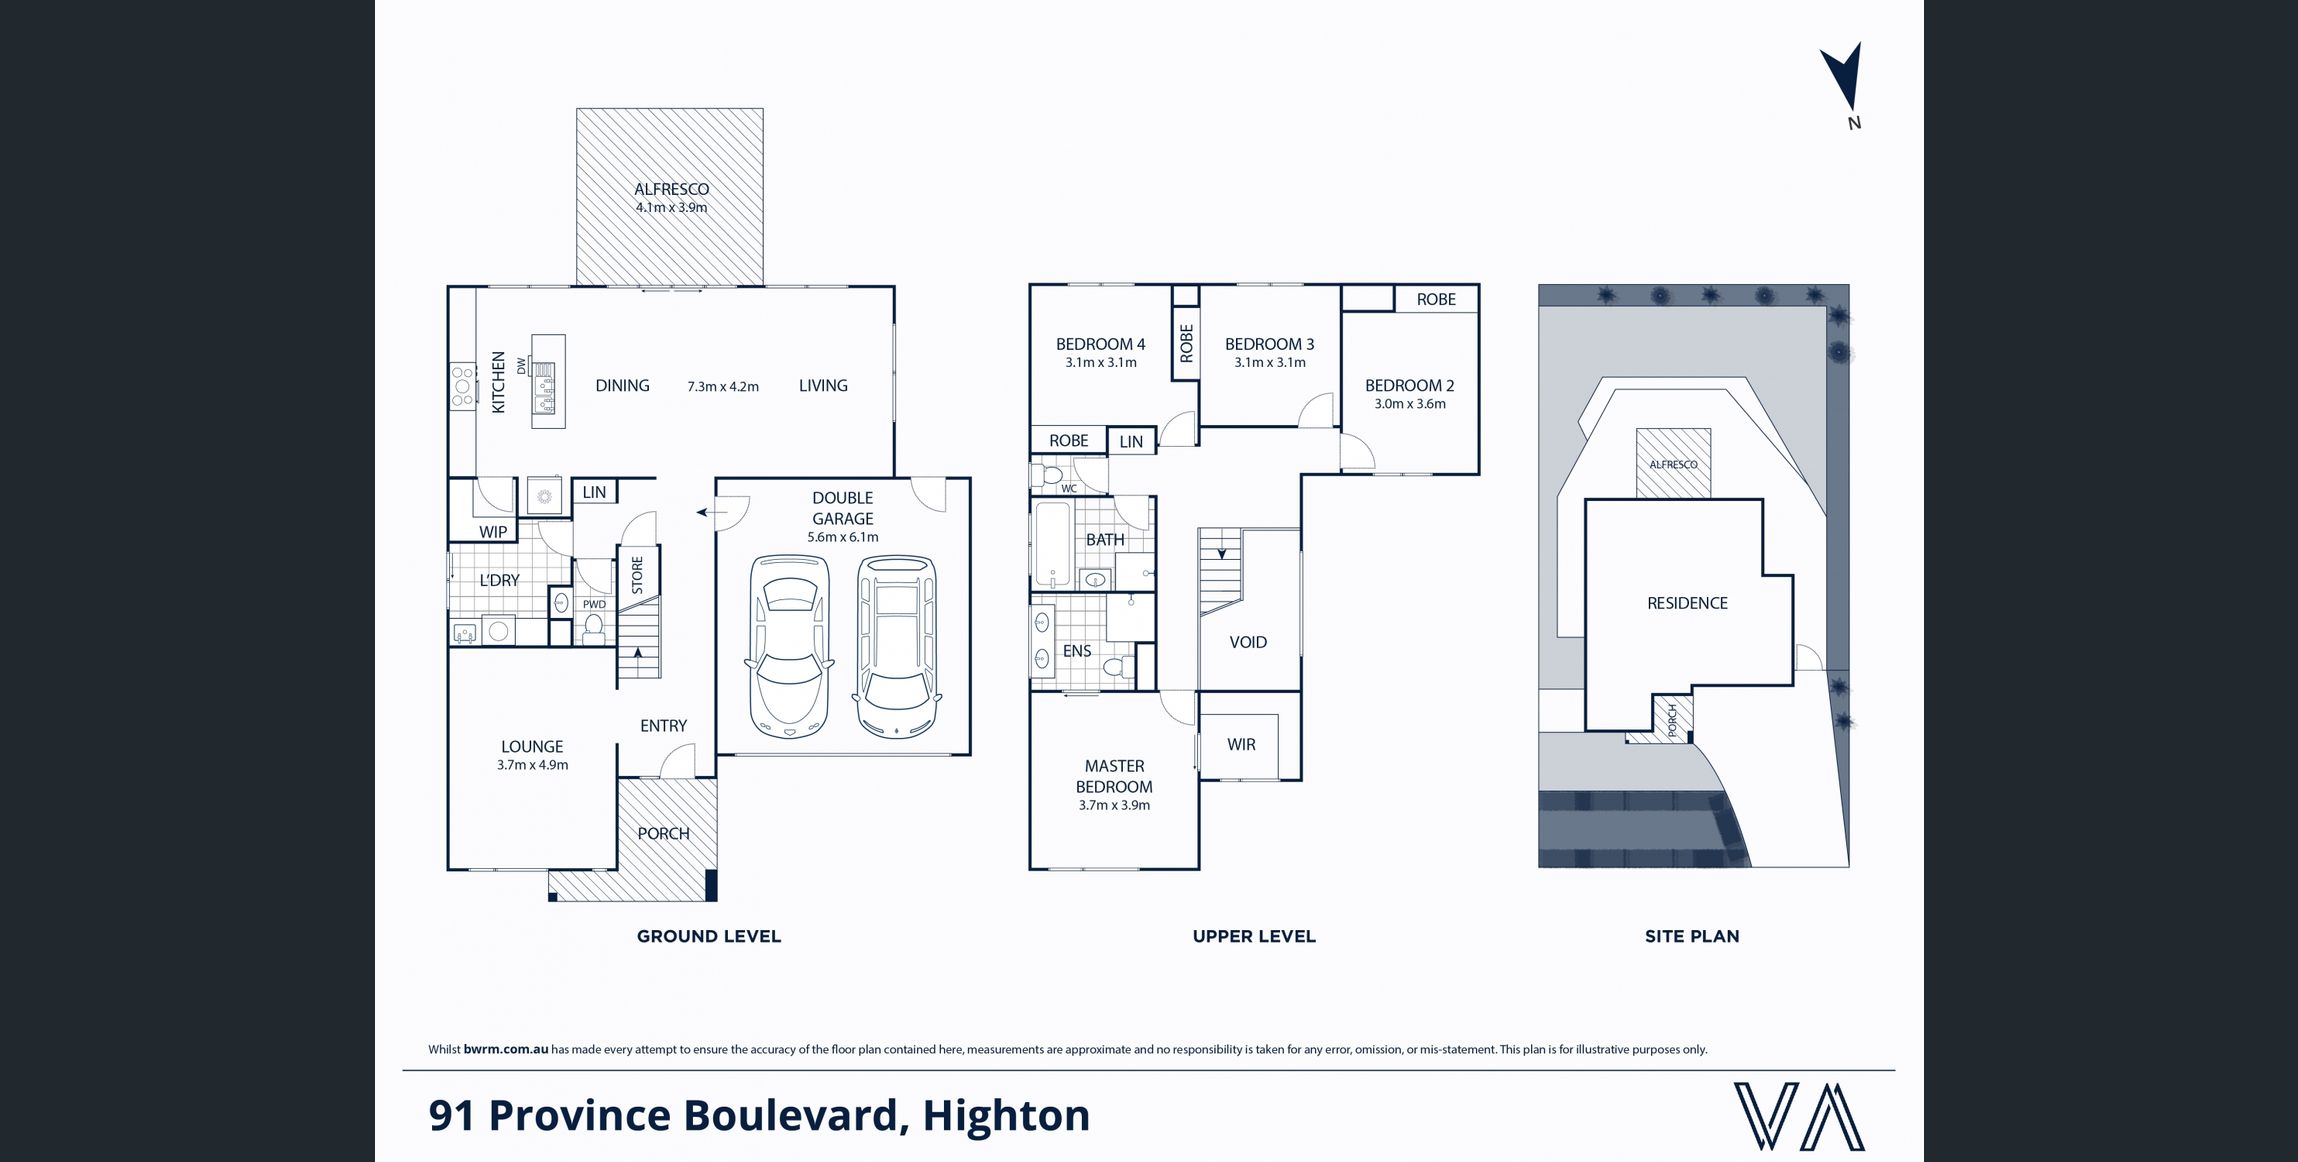 N
ALFRESCO
4.1m x 3.9m
KITCHEN
DW
DINING
7.3m x 4.2m
LIVING
WIP
LIN
L'DRY
PWD
STORE
DOUBLE
GARAGE
5.6m x 6.1m
ENTRY
LOUNGE
3.7m x 4.9m
PORCH
GROUND LEVEL
BEDROOM 4
3.1m x 3.1m
ROBE
BEDROOM 3
3.1m x 3.1m
ROBE
BEDROOM 2
3.0m x 3.6m
ROBE
LIN
WC
BATH
ENS
VOID
WIR
MASTER
BEDROOM
3.7m x 3.9m
UPPER LEVEL
ALFRESCO
RESIDENCE
PORCH
SITE PLAN
Whilst bwrm.com.au has made every attempt to ensure the accuracy of the floor plan contained here, measurements are approximate and no responsibility is taken for any error, omission, or mis-statement. This plan is for illustrative purposes only.
91 Province Boulevard, Highton
VA